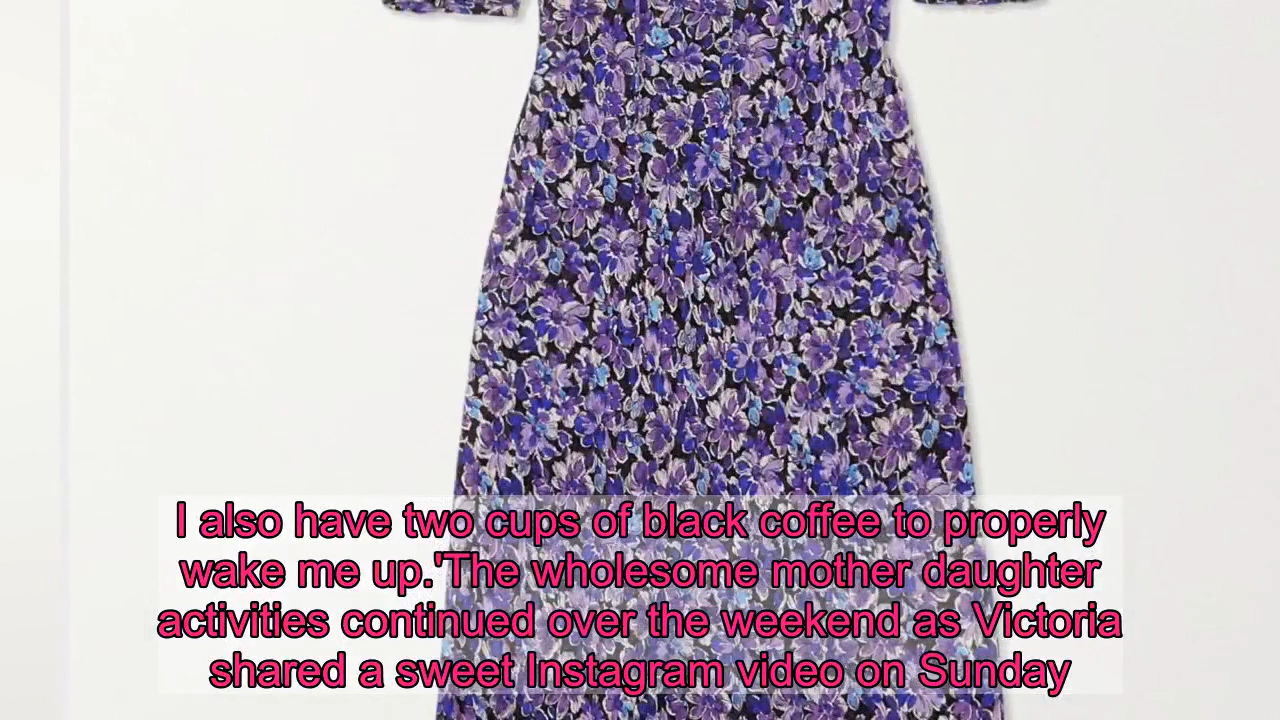 I also have two cups of black coffee to properly
wake me up.'The wholesome mother daughter
activities continued over the weekend as Victoria
shared a sweet Instagram video on Sunday